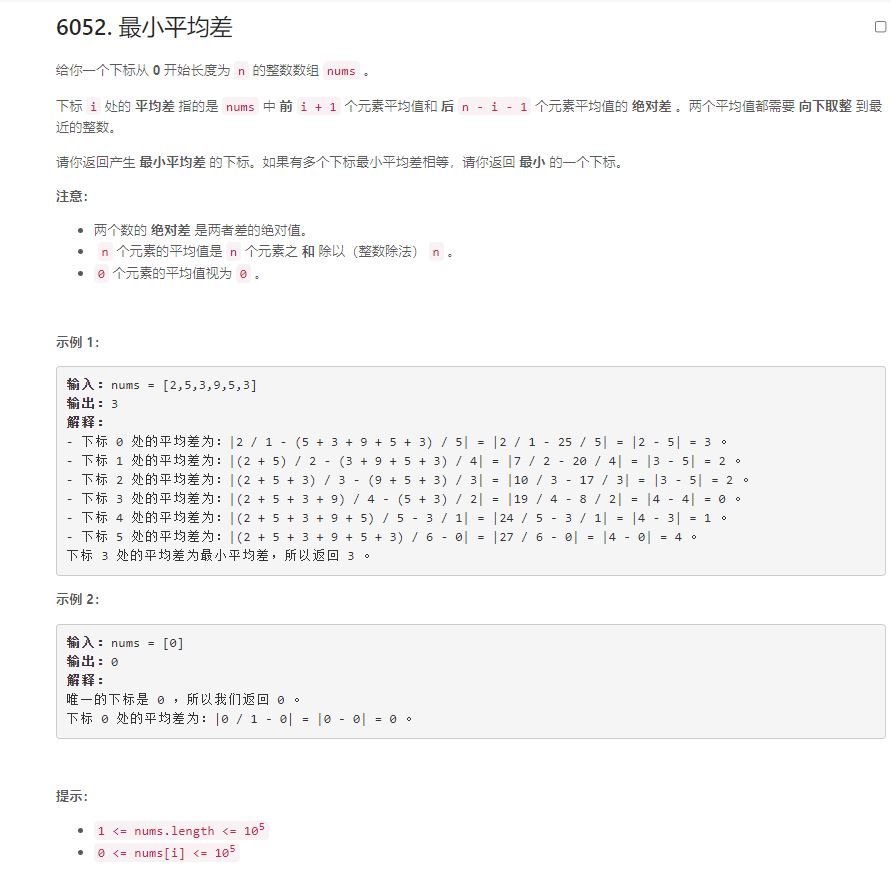 6052. 最小平均差
给你一个下标从 0 开始长度为 n 的整数数组 nums 。
下标 i 处的 平均差 指的是 nums 中 前 i + 1 个元素平均值和 后 n - i - 1 个元素平均值的 绝对差 。两个平均值都需要 向下取整 到最
近的整数。
请你返回产生 最小平均差 的下标。如果有多个下标最小平均差相等，请你返回 最小 的一个下标。
注意：
• 两个数的 绝对差 是两者差的绝对值。
• n 个元素的平均值是 n 个元素之 和 除以（整数除法） n 。
• 0 个元素的平均值视为 0 。
示例 1：
输入：nums = [2,5,3,9,5,3]
输出：3
解释：
- 下标 0 处的平均差为：|2 / 1 - (5 + 3 + 9 + 5 + 3) / 5| = |2 / 1 - 25 / 5| = |2 - 5| = 3 。
- 下标 1 处的平均差为：|(2 + 5) / 2 - (3 + 9 + 5 + 3) / 4| = |7 / 2 - 20 / 4| = |3 - 5| = 2 。
- 下标 2 处的平均差为：|(2 + 5 + 3) / 3 - (9 + 5 + 3) / 3| = |10 / 3 - 17 / 3| = |3 - 5| = 2 。
- 下标 3 处的平均差为：|(2 + 5 + 3 + 9) / 4 - (5 + 3) / 2| = |19 / 4 - 8 / 2| = |4 - 4| = 0 。
- 下标 4 处的平均差为：|(2 + 5 + 3 + 9 + 5) / 5 - 3 / 1| = |24 / 5 - 3 / 1| = |4 - 3| = 1 。
- 下标 5 处的平均差为：|(2 + 5 + 3 + 9 + 5 + 3) / 6 - 0| = |27 / 6 - 0| = |4 - 0| = 4 。
下标 3 处的平均差为最小平均差，所以返回 3 。
示例 2：
输入：nums = [0]
输出：0
解释：
唯一的下标是 0 ，所以我们返回 0 。
下标 0 处的平均差为：|0 / 1 - 0| = |0 - 0| = 0 。
提示：
• 1 <= nums.length <= 10⁵
• 0 <= nums[i] <= 10⁵